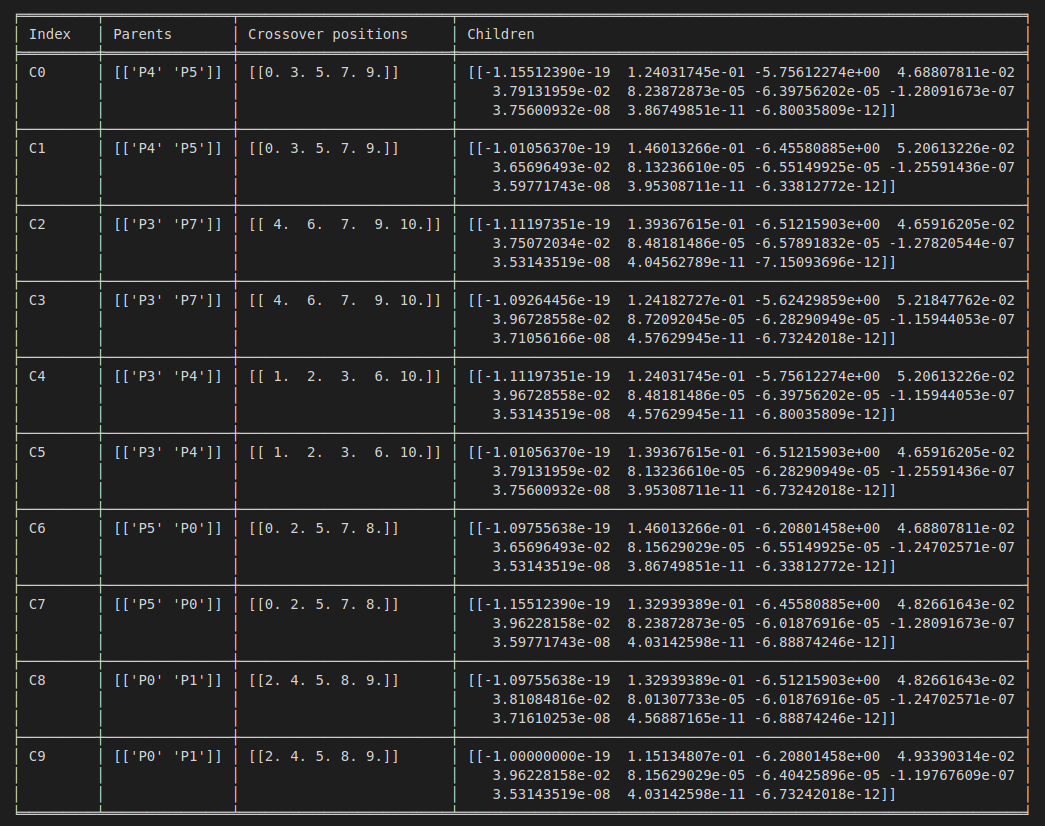 Index Parents Crossover positions Children
C0 [['P4' 'P5']] [[0. 3. 5. 7. 9.]] [[-1.15512390e-19 1.24031745e-01 -5.75612274e+00 4.68807811e-02
3.79131959e-02 8.23872873e-05 -6.39756202e-05 -1.28091673e-07
3.75600932e-08 3.86749851e-11 -6.80035809e-12]]
C1 [['P4' 'P5']] [[0. 3. 5. 7. 9.]] [[-1.01056370e-19 1.46013266e-01 -6.45580885e+00 5.20613226e-02
3.65696493e-02 8.13236610e-05 -6.55149925e-05 -1.25591436e-07
3.59771743e-08 3.95308711e-11 -6.33812772e-12]]
C2 [['P3' 'P7']] [[ 4. 6. 7. 9. 10.]] [[-1.11197351e-19 1.39367615e-01 -6.51215903e+00 4.65916205e-02
3.75072034e-02 8.48181486e-05 -6.57891832e-05 -1.27820544e-07
3.53143519e-08 4.04562789e-11 -7.15093696e-12]]
C3 [['P3' 'P7']] [[ 4. 6. 7. 9. 10.]] [[-1.09264456e-19 1.24182727e-01 -5.62429859e+00 5.21847762e-02
3.96728558e-02 8.72092045e-05 -6.28290949e-05 -1.15944053e-07
3.71056166e-08 4.57629945e-11 -6.73242018e-12]]
C4 [['P3' 'P4']] [[ 1. 2. 3. 6. 10.]] [[-1.11197351e-19 1.24031745e-01 -5.75612274e+00 5.20613226e-02
3.96728558e-02 8.48181486e-05 -6.39756202e-05 -1.15944053e-07
3.53143519e-08 4.57629945e-11 -6.80035809e-12]]
C5 [['P3' 'P4']] [[ 1. 2. 3. 6. 10.]] [[-1.01056370e-19 1.39367615e-01 -6.51215903e+00 4.65916205e-02
3.79131959e-02 8.13236610e-05 -6.28290949e-05 -1.25591436e-07
3.75600932e-08 3.95308711e-11 -6.73242018e-12]]
C6 [['P5' 'P0']] [[0. 2. 5. 7. 8.]] [[-1.09755638e-19 1.46013266e-01 -6.20801458e+00 4.68807811e-02
3.65696493e-02 8.15629029e-05 -6.55149925e-05 -1.24702571e-07
3.53143519e-08 3.86749851e-11 -6.33812772e-12]]
C7 [['P5' 'P0']] [[0. 2. 5. 7. 8.]] [[-1.15512390e-19 1.32939389e-01 -6.45580885e+00 4.82661643e-02
3.96228158e-02 8.23872873e-05 -6.01876916e-05 -1.28091673e-07
3.59771743e-08 4.03142598e-11 -6.88874246e-12]]
C8 [['P0' 'P1']] [[2. 4. 5. 8. 9.]] [[-1.09755638e-19 1.32939389e-01 -6.51215903e+00 4.82661643e-02
3.81084816e-02 8.01307733e-05 -6.01876916e-05 -1.24702571e-07
3.71610253e-08 4.56887165e-11 -6.88874246e-12]]
C9 [['P0' 'P1']] [[2. 4. 5. 8. 9.]] [[-1.00000000e-19 1.15134807e-01 -6.20801458e+00 4.93390314e-02
3.96228158e-02 8.15629029e-05 -6.40425896e-05 -1.19767609e-07
3.53143519e-08 4.03142598e-11 -6.73242018e-12]]